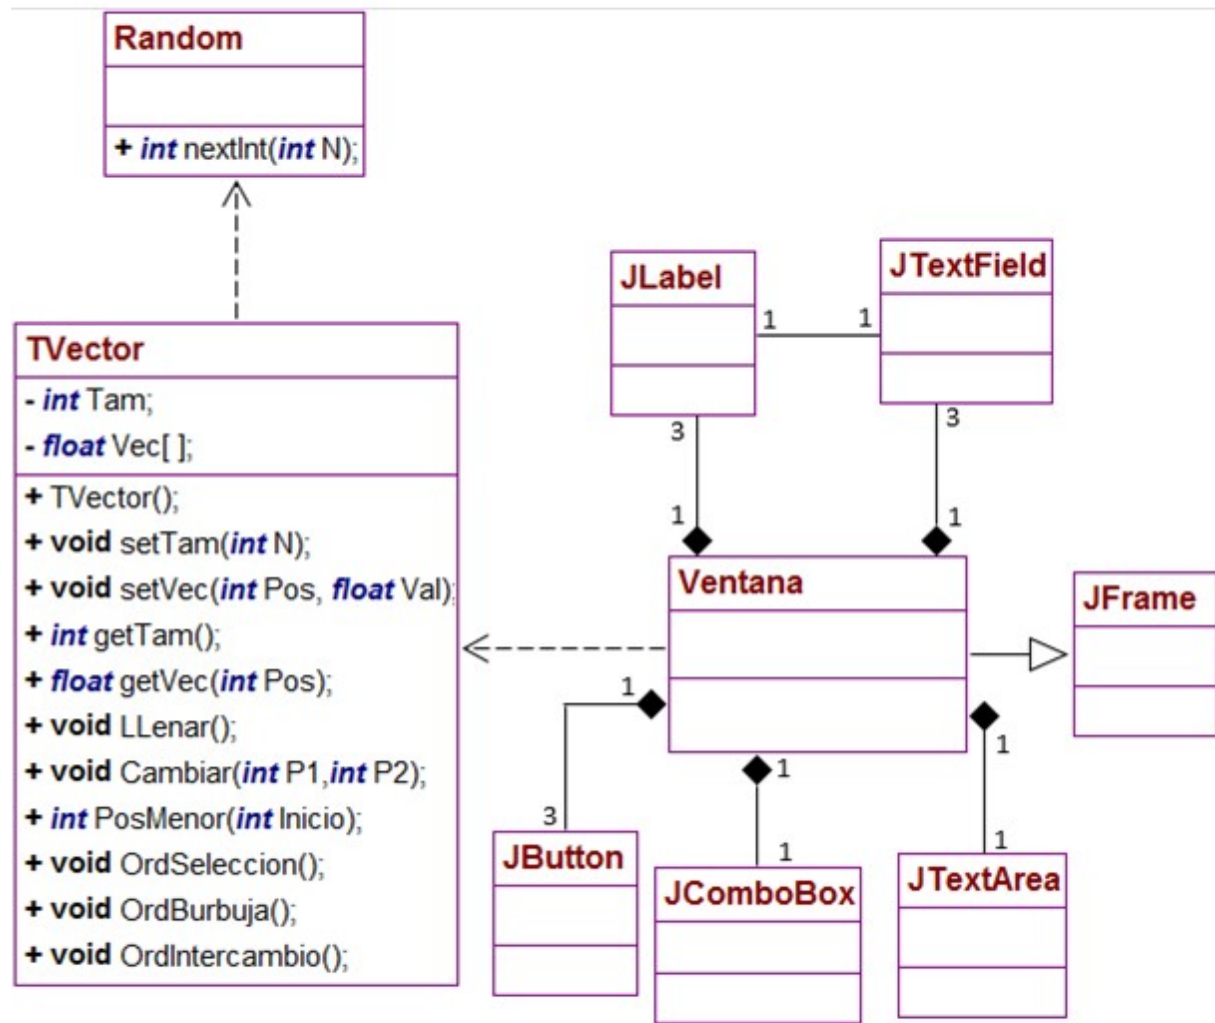 Random
+ int nextInt(int N);
TVector
- int Tam;
- float Vec[ ];
+ TVector();
+ void setTam(int N);
+ void setVec(int Pos, float Val);
+ int getTam();
+ float getVec(int Pos);
+ void LLenar();
+ void Cambiar(int P1,int P2);
+ int PosMenor(int Inicio);
+ void OrdSeleccion();
+ void OrdBurbuja();
+ void OrdIntercambio();
JLabel
1 1
JTextField
3
3
1
1
Ventana
JFrame
1
1
1
3
1
1
JButton
JComboBox
JTextArea